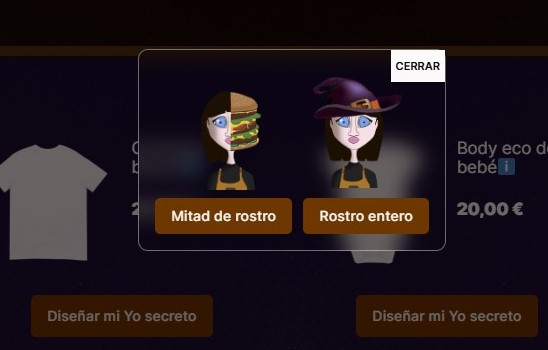 CERRAR
Mitad de rostro
Rostro entero
Body eco de
bebé
20,00 €
Diseñar mi Yo secreto
Diseñar mi Yo secreto